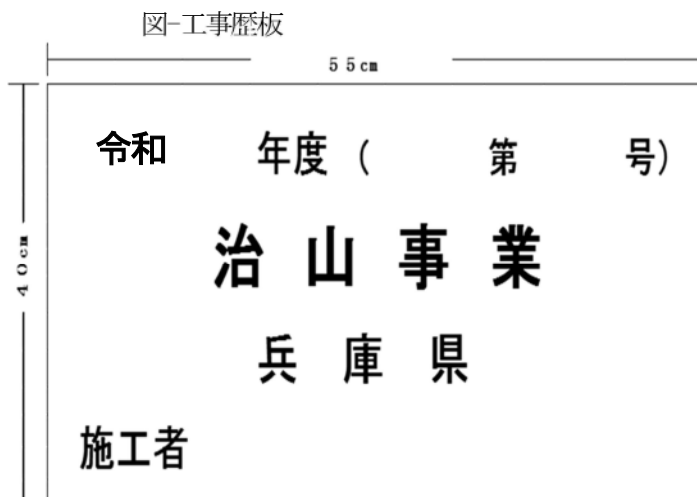 図-工事歴板
55cm
令和 年度 ( 第 号)
40cm
治山事業
兵庫県
施工者